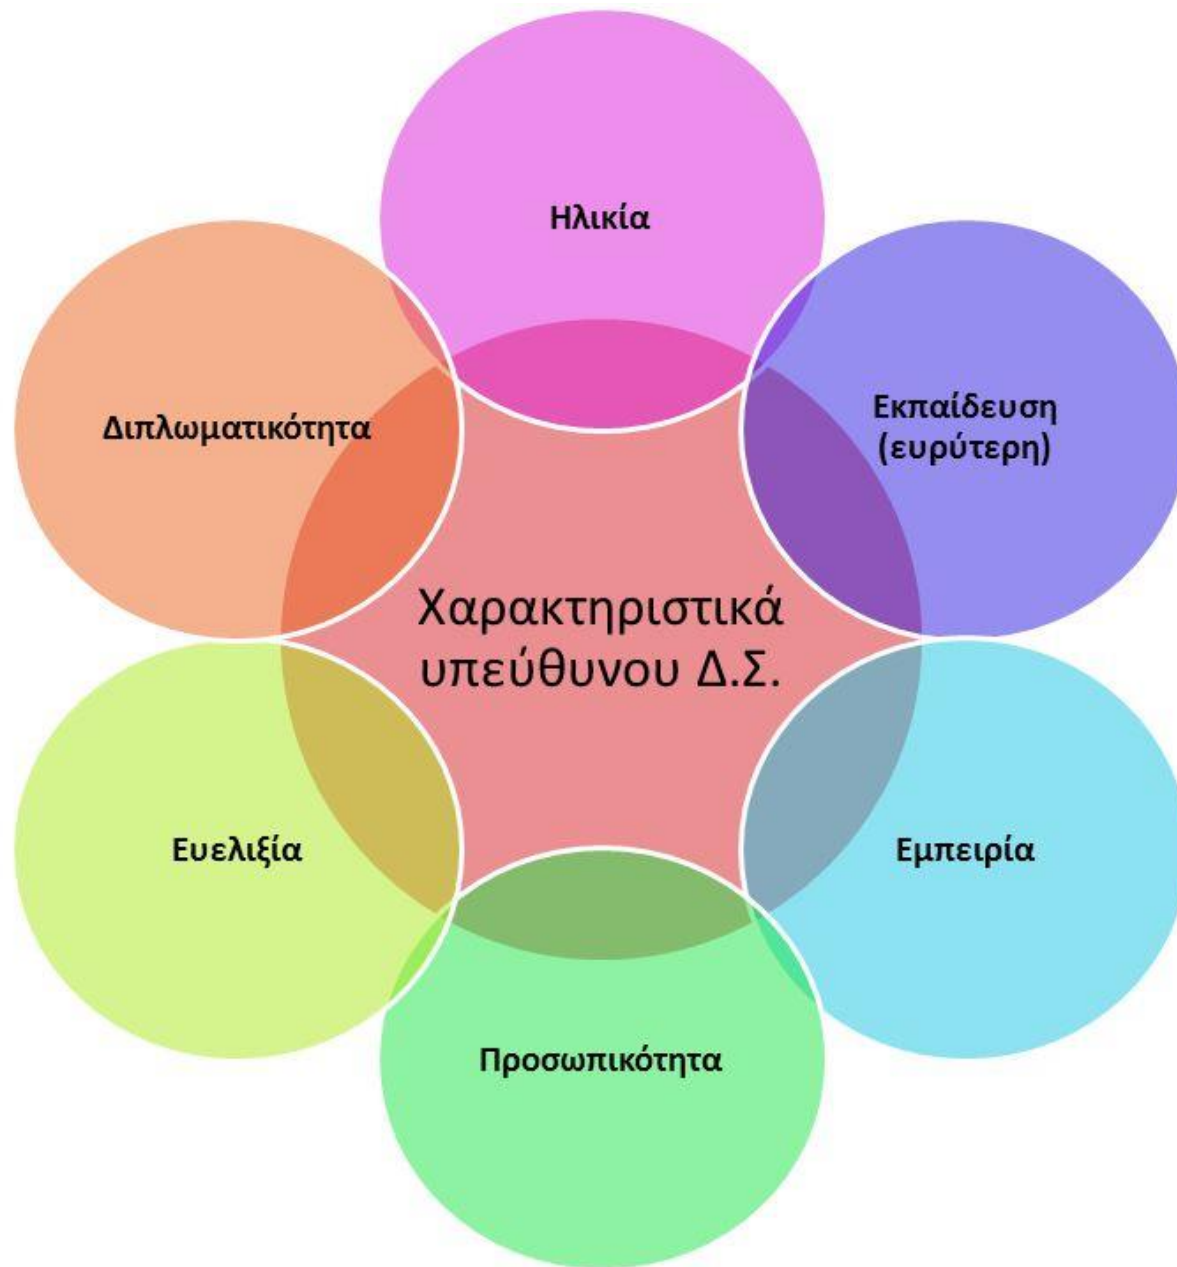 Ηλικία
Εκπαίδευση
(ευρύτερη)
Διπλωματικότητα
Χαρακτηριστικά
υπεύθυνου Δ.Σ.
Ευελιξία
Εμπειρία
Προσωπικότητα